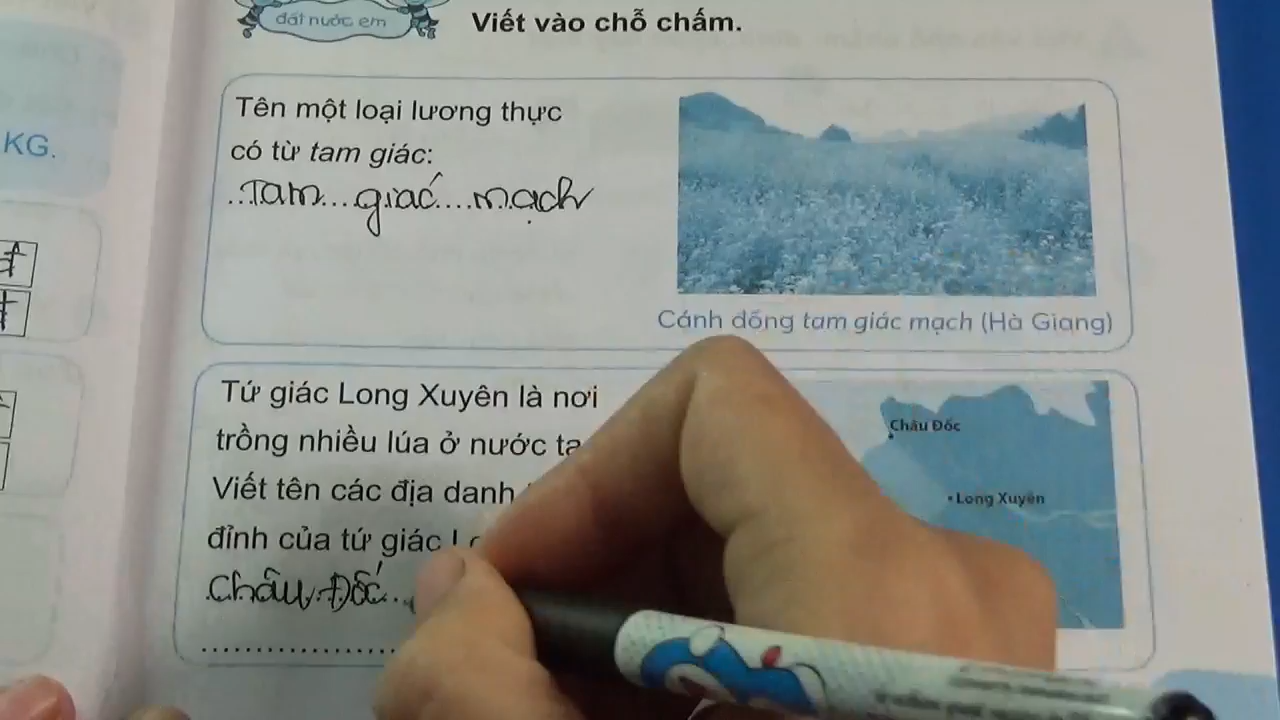 đất nước em
Viết vào chỗ chấm.
KG.
Tên một loại lương thực
có từ tam giác:
Tam giác mạch
Cánh đồng tam giác mạch (Hà Giang)
Tứ giác Long Xuyên là nơi
trồng nhiều lúa ở nước ta
Viết tên các địa danh
đỉnh của tứ giác
Châu Đốc
Châu Đốc
Long Xuyên